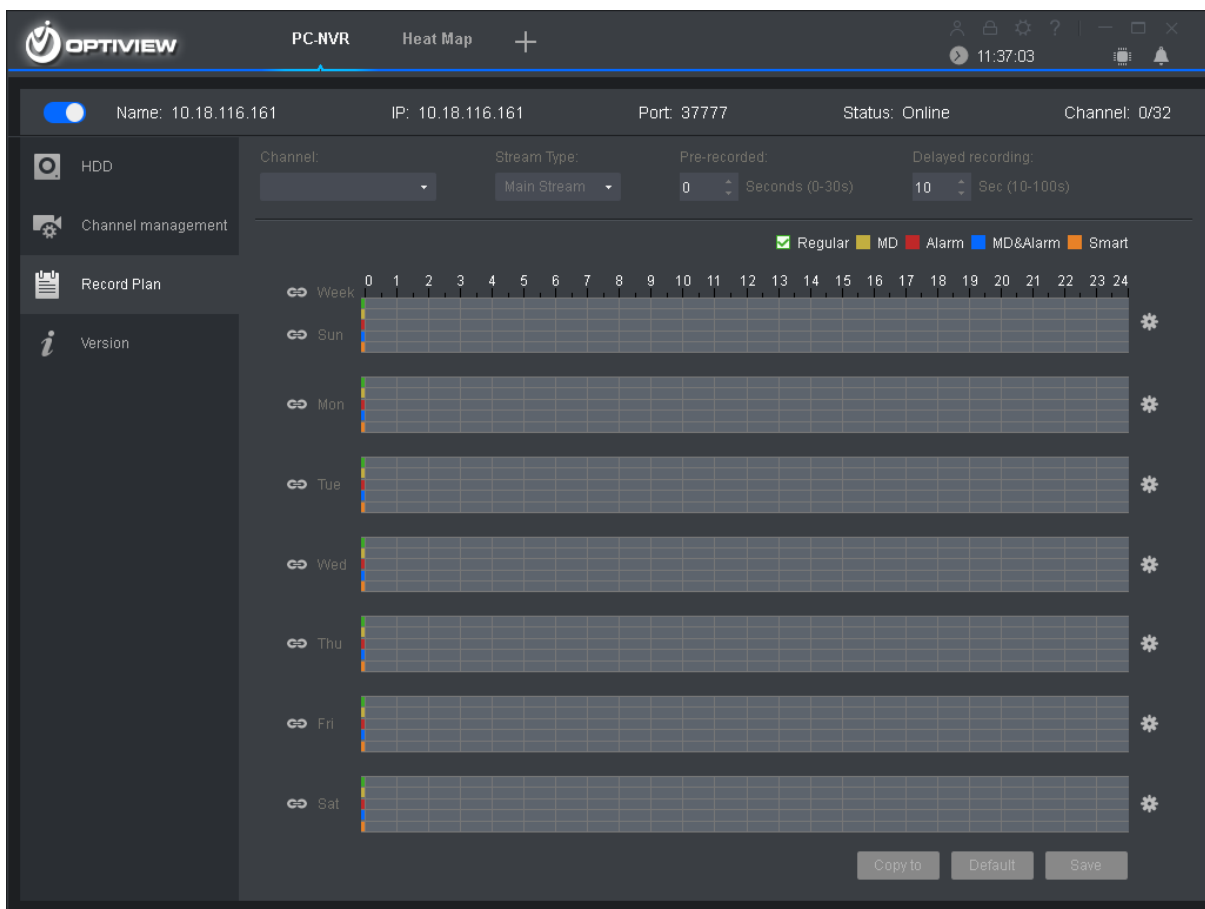 OPTIVIEW PC-NVR Heat Map ?
11:37:03
Name: 10.18.116.161 IP: 10.18.116.161 Port: 37777 Status: Online Channel: 0/32
HDD
Channel management
Record Plan
Version
Channel: Stream Type: Pre-recorded: Delayed recording:
Main Stream 0 Seconds (0-30s) 10 Sec (10-100s)
Regular MD Alarm MD&Alarm Smart
Week 0 1 2 3 4 5 6 7 8 9 10 11 12 13 14 15 16 17 18 19 20 21 22 23 24
Sun
Mon
Tue
Wed
Thu
Fri
Sat
Copy to Default Save